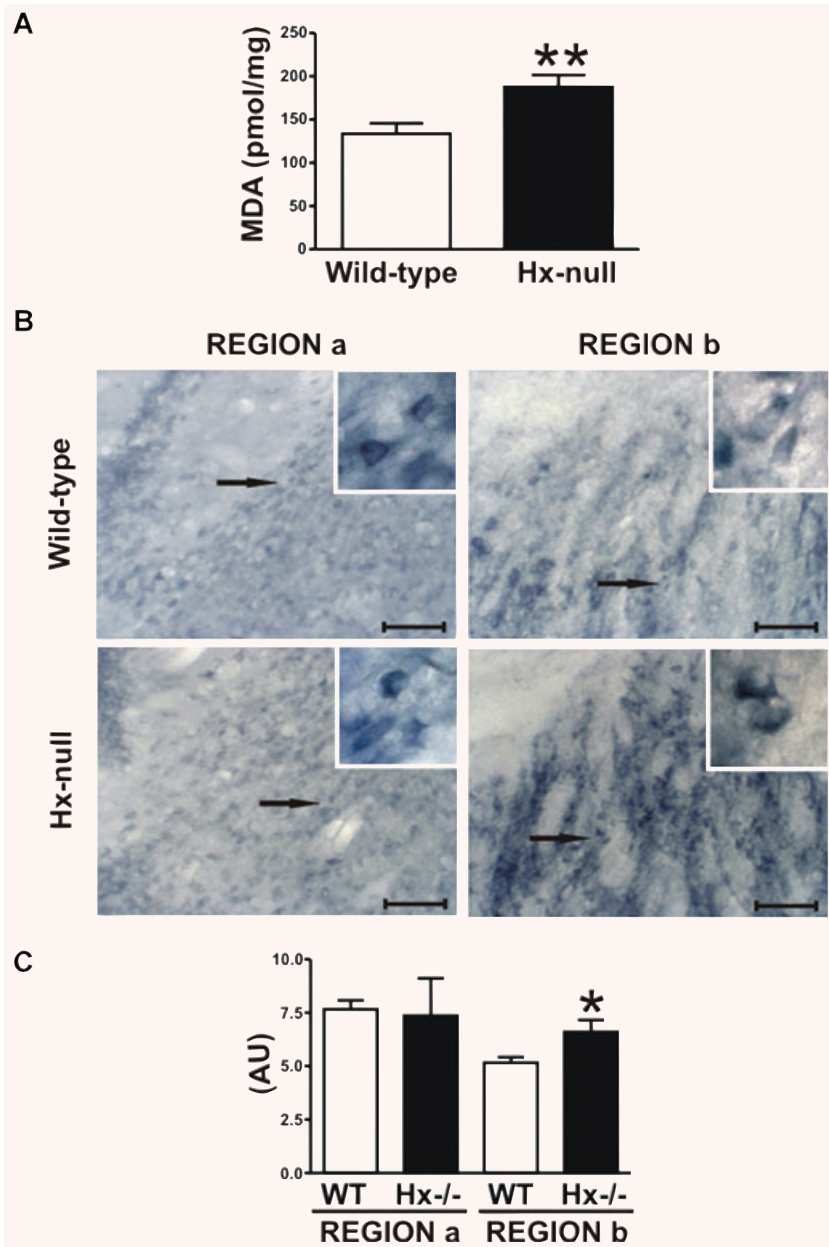 A
MDA (pmol/mg)
250
200
150
100
50
0
**
Wild-type Hx-null
B
REGION a REGION b
Wild-type
Hx-null
C
(AU)
10.0
7.5
5.0
2.5
0.0
*
WT Hx-/- WT Hx-/-
REGION a REGION b